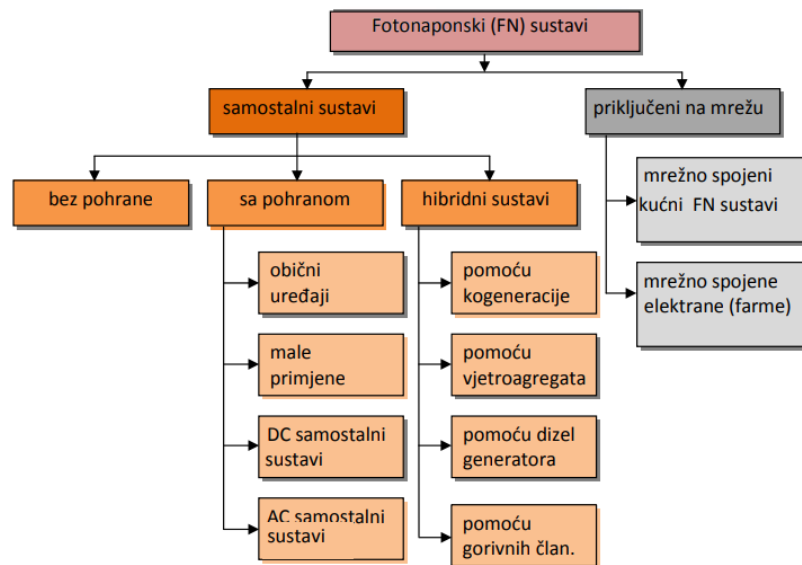 Fotonaponski (FN) sustavi
samostalni sustavi
priključeni na mrežu
bez pohrane
sa pohranom
hibridni sustavi
mrežno spojeni
kućni FN sustavi
mrežno spojene
elektrane (farme)
obični
uređaji
male
primjene
DC samostalni
sustavi
AC samostalni
sustavi
pomoću
kogeneracije
pomoću
vjetroagregata
pomoću dizel
generatora
pomoću
gorivnih član.